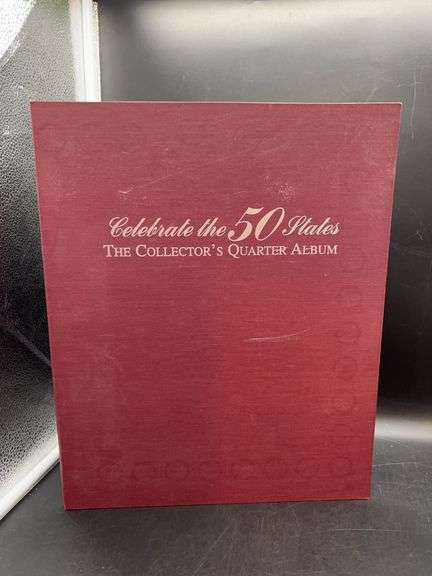 Celebrate the 50 States
THE COLLECTOR'S QUARTER ALBUM